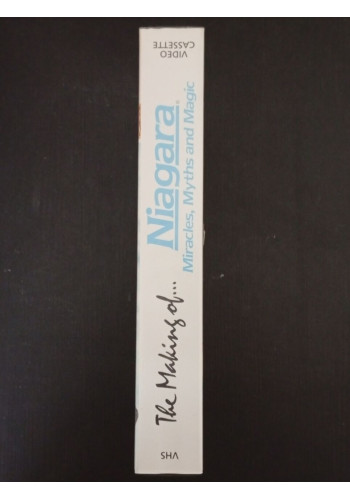 VIDEO
CASSETTE
The Making of...
Niagara®
Miracles, Myths and Magic
VHS